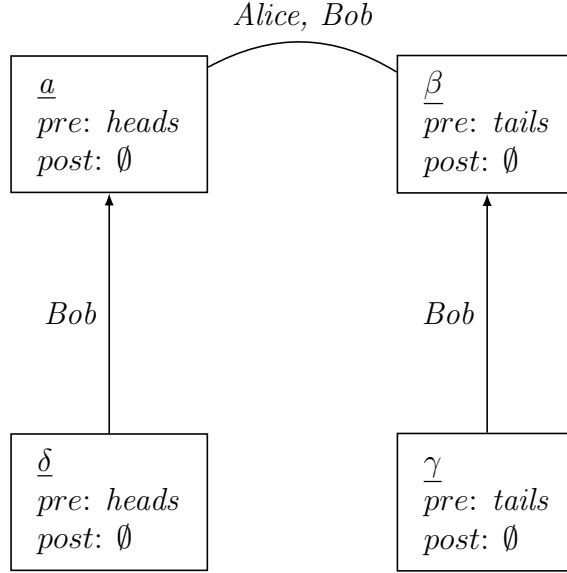 Alice, Bob
a
pre: heads
post: ∅
β
pre: tails
post: ∅
Bob
Bob
δ
pre: heads
post: ∅
γ
pre: tails
post: ∅